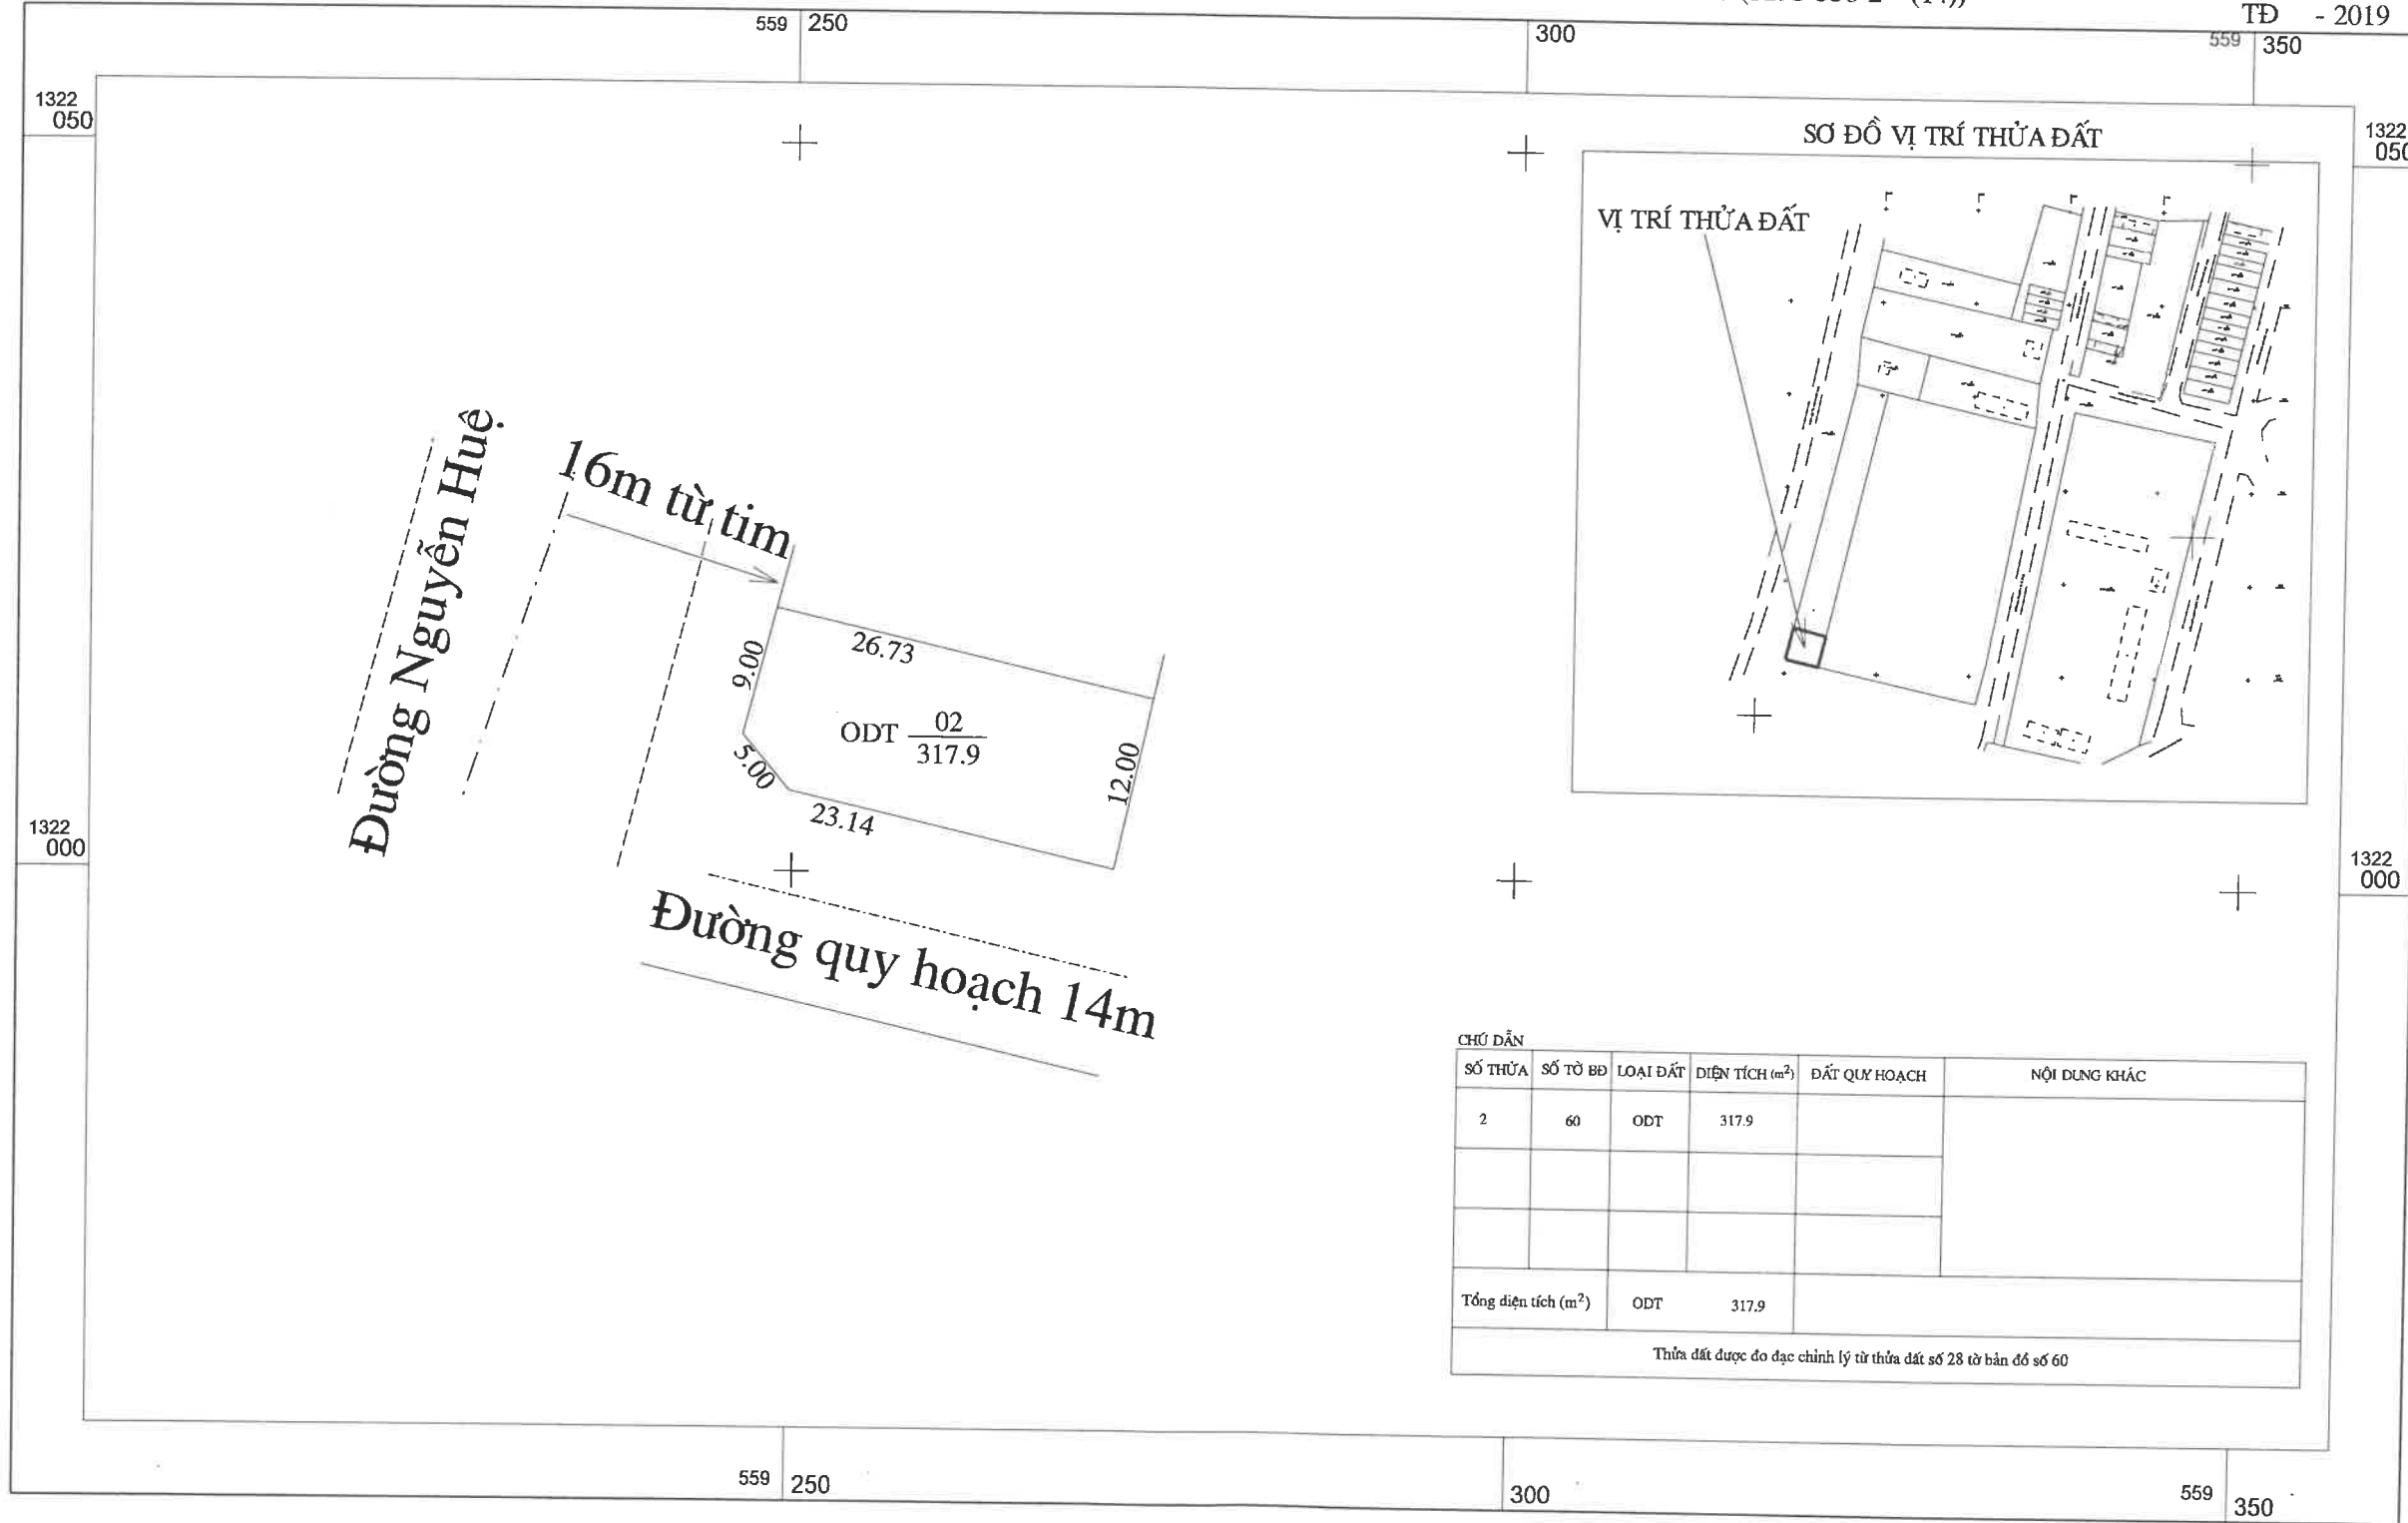 TĐ - 2019
559 250
300
559 350
1322
050
1322
050
SƠ ĐỒ VỊ TRÍ THỬA ĐẤT
VỊ TRÍ THỬA ĐẤT
Đường Nguyễn Huệ
16m từ tim
26.73
9.00
ODT 02
317.9
5.00
12.00
23.14
1322
000
1322
000
Đường quy hoạch 14m
CHÚ DẪN
SỐ THỬA SỐ TỜ BĐ LOẠI ĐẤT DIỆN TÍCH (m²) ĐẤT QUY HOẠCH NỘI DUNG KHÁC
2 60 ODT 317.9
Tổng diện tích (m²) ODT 317.9
Thửa đất được đo đạc chỉnh lý từ thửa đất số 28 tờ bản đồ số 60
559 250
300
559 350